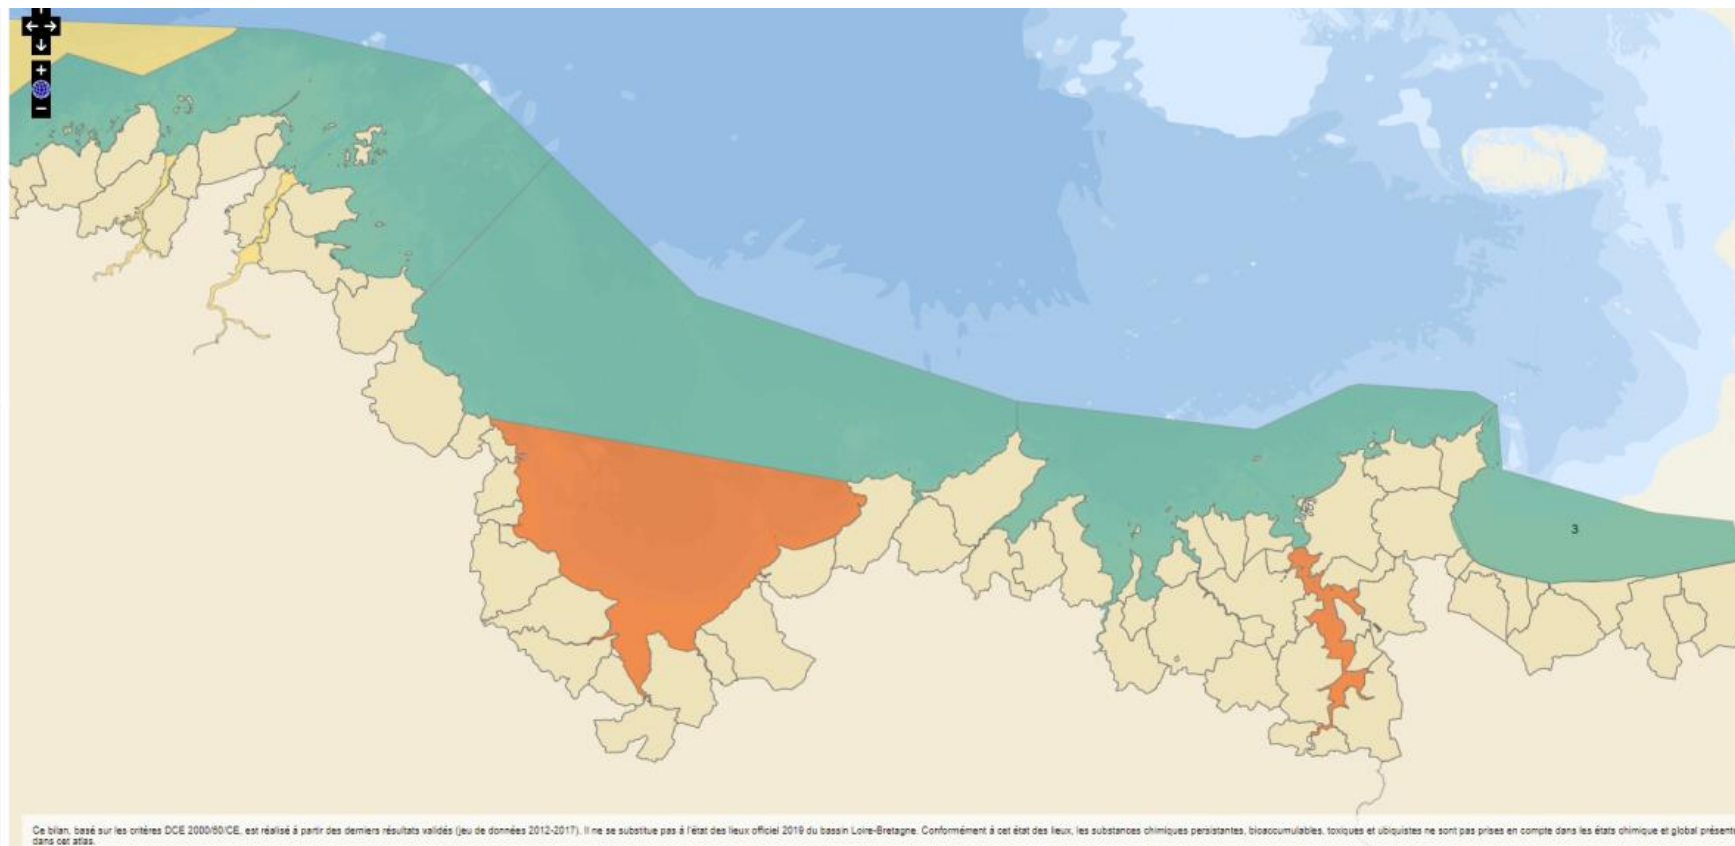 3
Ce bilan, basé sur les critères DCE 2000/60/CE, est réalisé à partir des derniers résultats validés (jeu de données 2012-2017). Il ne se substitue pas à l'état des lieux officiel 2019 du bassin Loire-Bretagne. Conformément à cet état des lieux, les substances chimiques persistantes, bioaccumulables, toxiques et ubiquistes ne sont pas prises en compte dans les états chimique et global présenté
dans cet atlas.